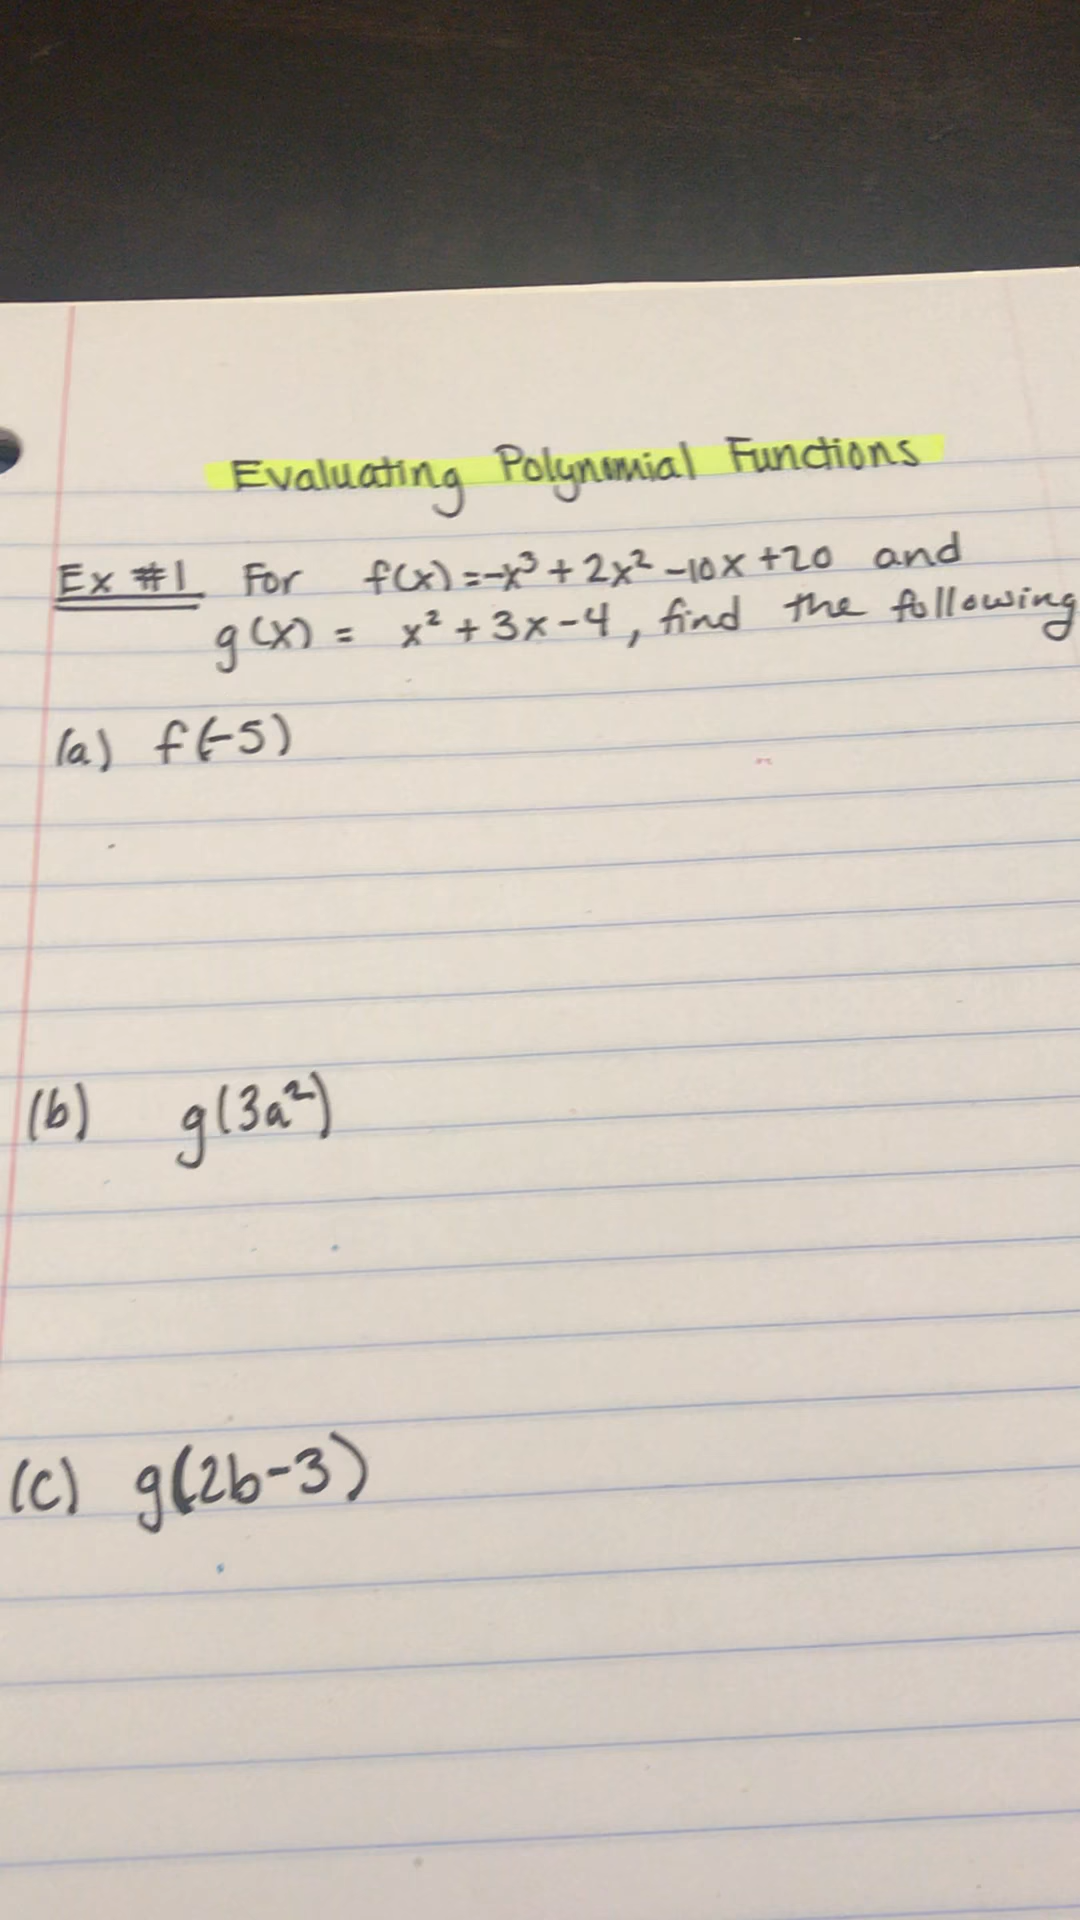 Evaluating Polynomial Functions
Ex #1 For f(x)=-x³+2x²-10x+20 and
g(x) = x²+3x-4, find the following
(a) f(-5)
(b) g(3a²)
(c) g(2b-3)